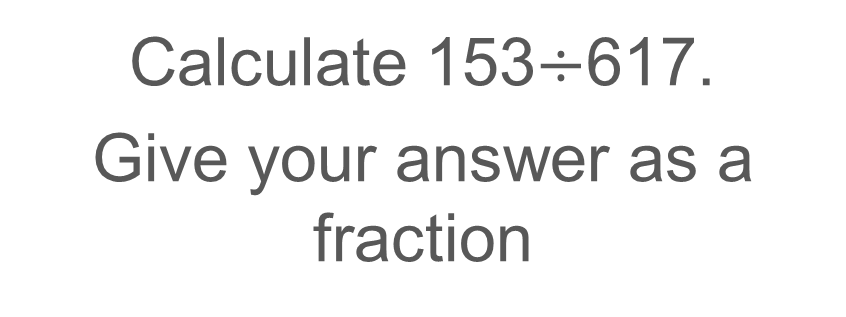 Calculate 153÷617.
Give your answer as a
fraction